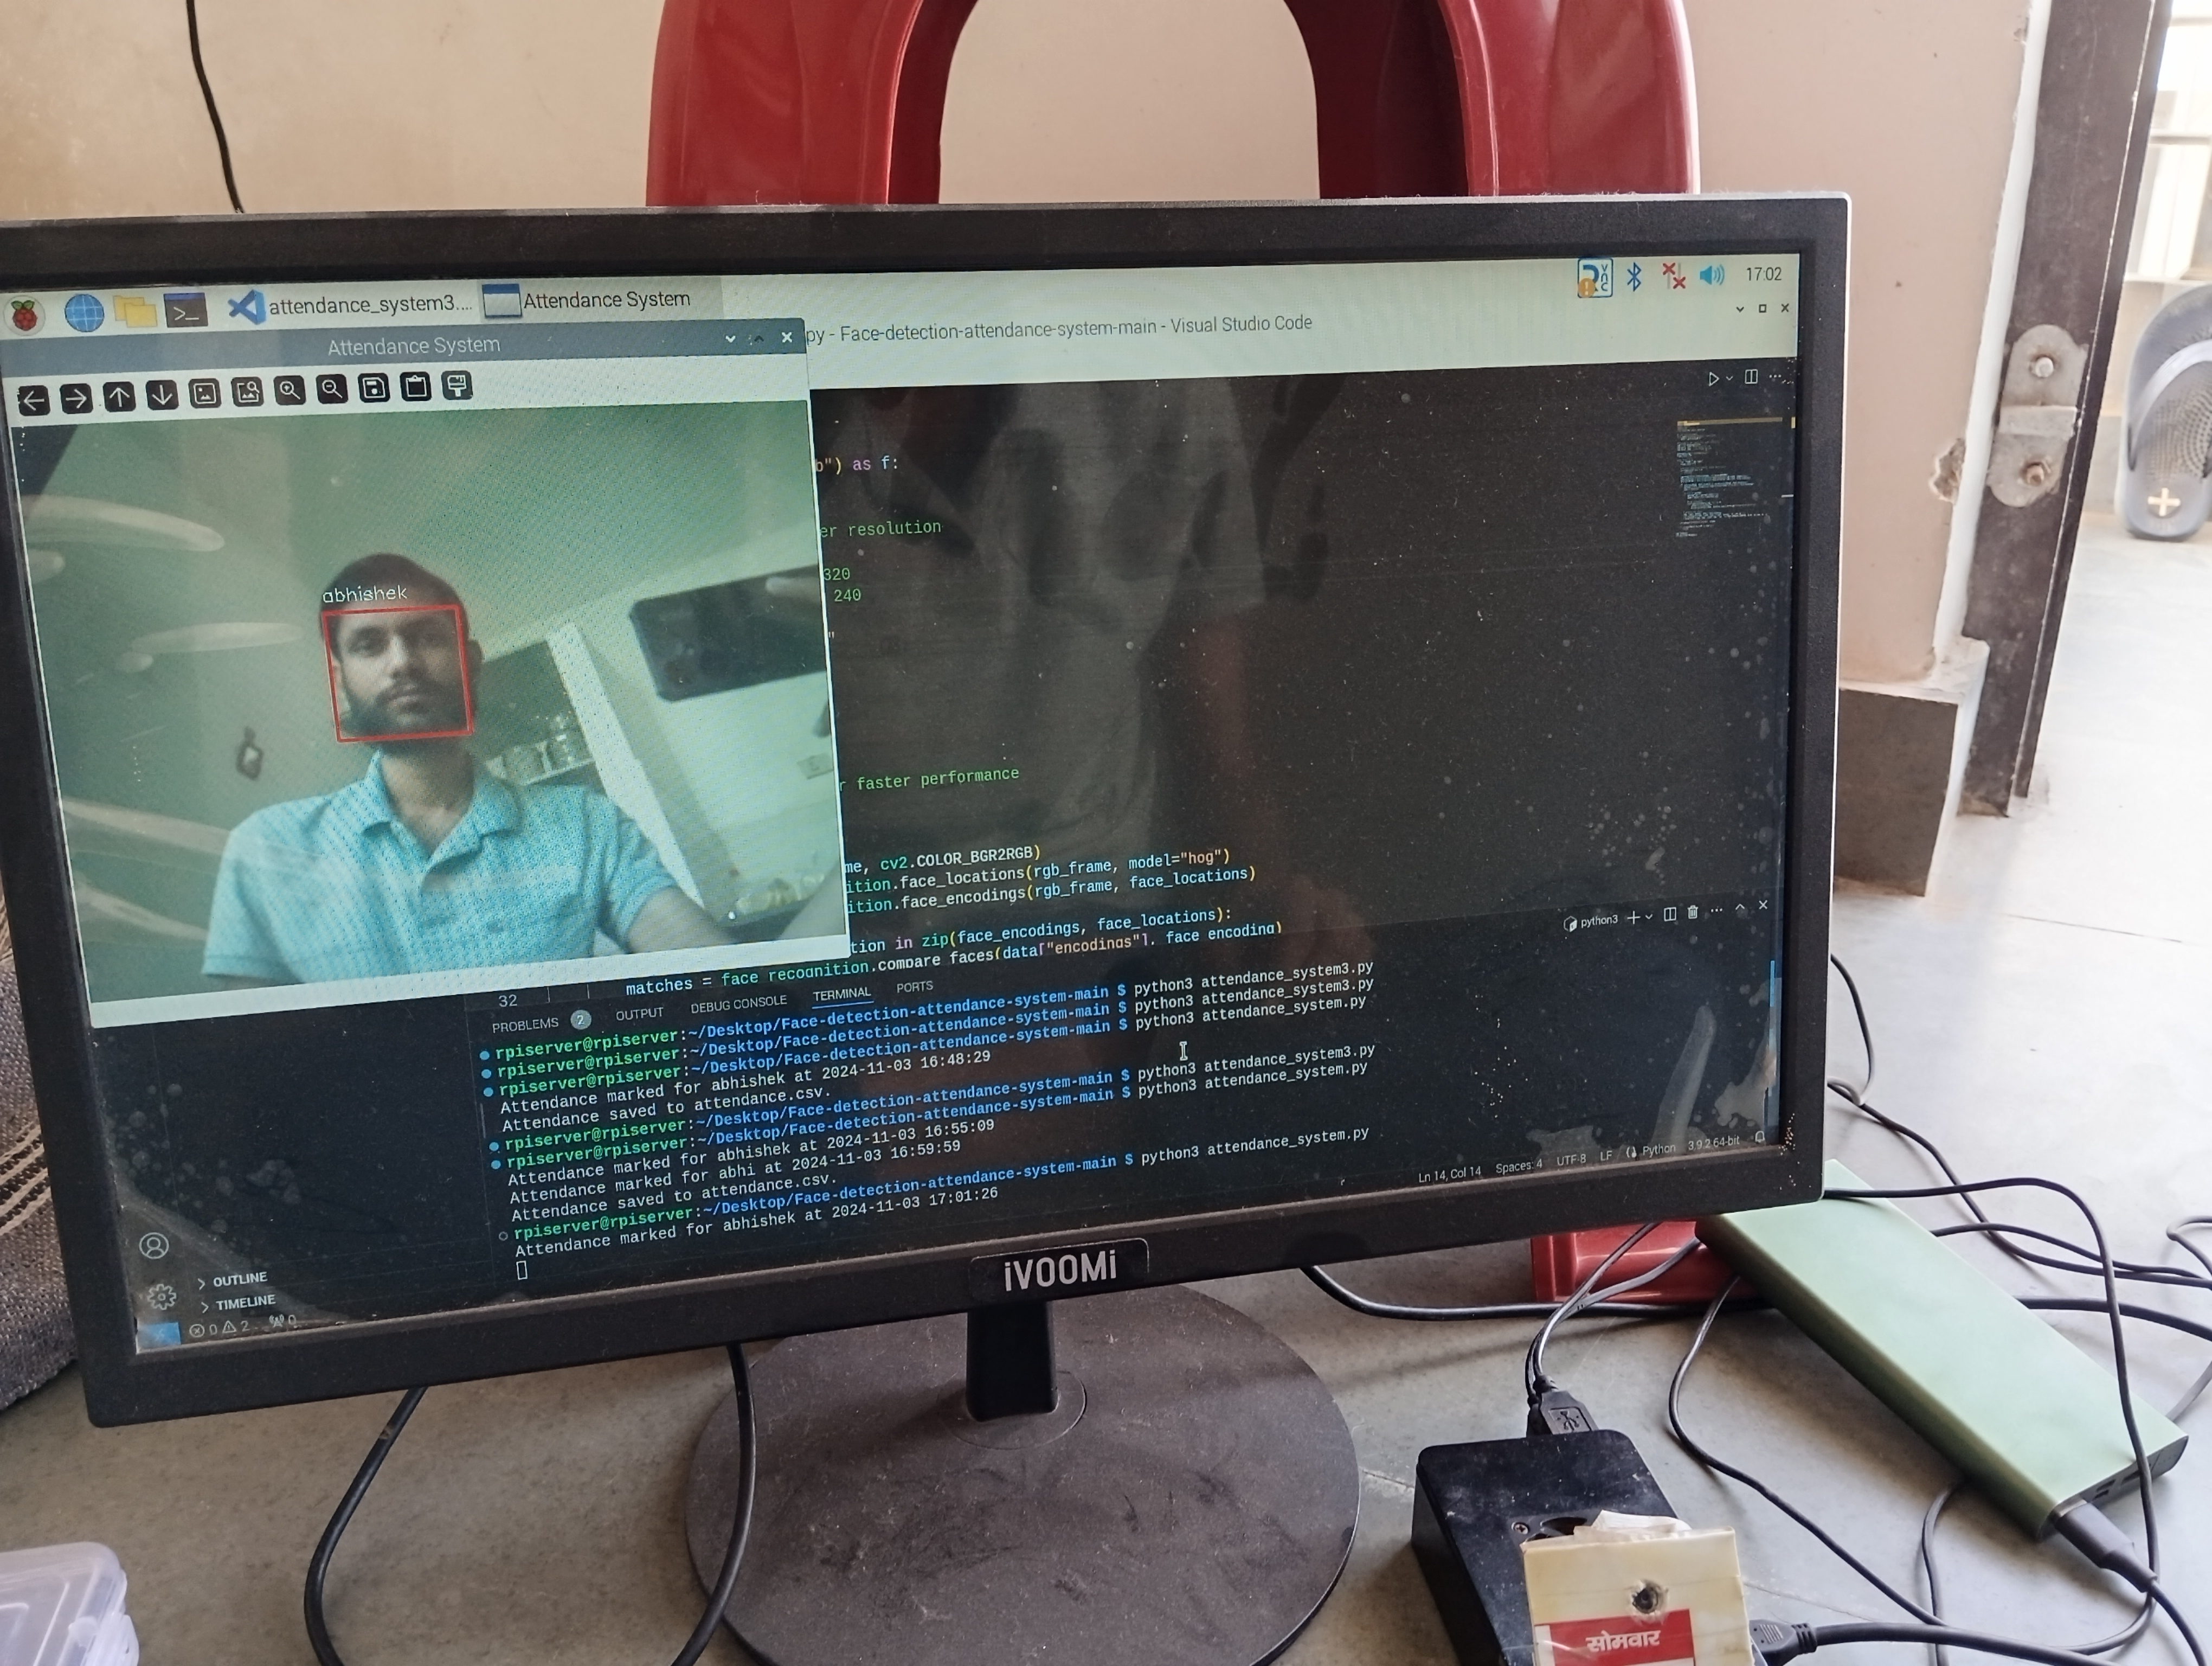 attendance_system3....
Attendance System
17:02
py - Face-detection-attendance-system-main - Visual Studio Code
Attendance System
abhishek
b") as f:
er resolution
320
240
"
r faster performance
me, cv2.COLOR_BGR2RGB)
ition.face_locations(rgb_frame, model="hog")
ition.face_encodings(rgb_frame, face_locations)
tion in zip(face_encodings, face_locations):
matches = face_recognition.compare_faces(data["encodings"], face_encoding)
32
PROBLEMS 2 OUTPUT DEBUG CONSOLE TERMINAL PORTS
python3
rpiserver@rpiserver:~/Desktop/Face-detection-attendance-system-main $ python3 attendance_system3.py
rpiserver@rpiserver:~/Desktop/Face-detection-attendance-system-main $ python3 attendance_system3.py
rpiserver@rpiserver:~/Desktop/Face-detection-attendance-system-main $ python3 attendance_system.py
Attendance marked for abhishek at 2024-11-03 16:48:29
Attendance saved to attendance.csv.
rpiserver@rpiserver:~/Desktop/Face-detection-attendance-system-main $ python3 attendance_system3.py
rpiserver@rpiserver:~/Desktop/Face-detection-attendance-system-main $ python3 attendance_system.py
Attendance marked for abhishek at 2024-11-03 16:55:09
Attendance marked for abhi at 2024-11-03 16:59:59
Attendance saved to attendance.csv.
rpiserver@rpiserver:~/Desktop/Face-detection-attendance-system-main $ python3 attendance_system.py
Attendance marked for abhishek at 2024-11-03 17:01:26
OUTLINE
TIMELINE
0 2 0
Ln 14, Col 14 Spaces: 4 UTF-8 LF Python 3.9.2 64-bit
iVOOMi
सोमवार